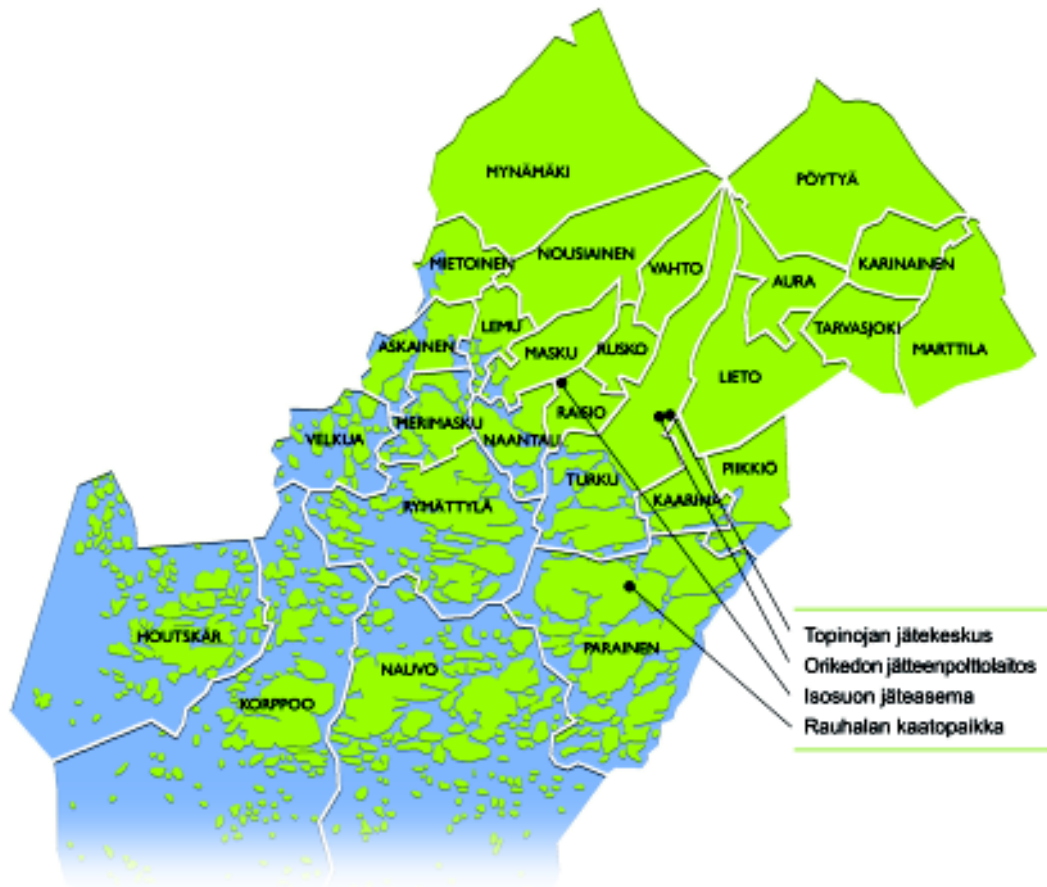 MYNÄMÄKI
PÖYTYÄ
NOUSIAINEN
MIETOINEN
VAHTO
KARINAINEN
AURA
LEMU
TARVASJOKI
ASKAINEN
MASKU
RUSKO
MARTTILA
LIETO
MERIMASKU
RAISIO
VELKUA
NAANTALI
PIIKKIÖ
TURKU
KAARINA
RYMÄTTYLÄ
HOUTSKAR
PARAINEN
NAUVO
KORPPOO
Topinojan jätekeskus
Orikedon jätteenpolttolaitos
Isosuon jäteasema
Rauhalan kaatopaikka